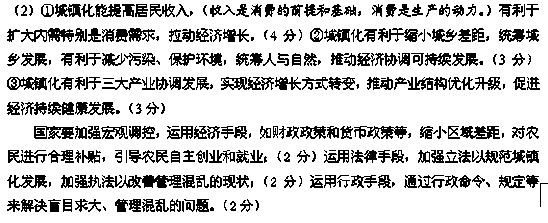 （2）①城镇化能提高居民收入，（收入是消费的前提和基础，消费是生产的动力。）有利于
扩大内需特别是消费需求，拉动经济增长。（4 分）②城镇化有利于缩小城乡差距，统筹城
乡发展，有利于减少污染、保护环境，统筹人与自然，推动经济协调可持续发展。（3 分）
③城镇化有利于三大产业协调发展，实现经济增长方式转变，推动产业结构优化升级，促进
经济持续健康发展。（3 分）
国家要加强宏观调控，运用经济手段，如财政政策和货币政策等，缩小区域差距，对农
民进行合理补贴，引导农民自主创业和就业；（2 分）运用法律手段，加强立法以规范城镇
化发展，加强执法以改善管理混乱的现状；（2 分）运用行政手段，通过行政命令、规定等
来解决盲目求大、管理混乱的问题。（2 分）